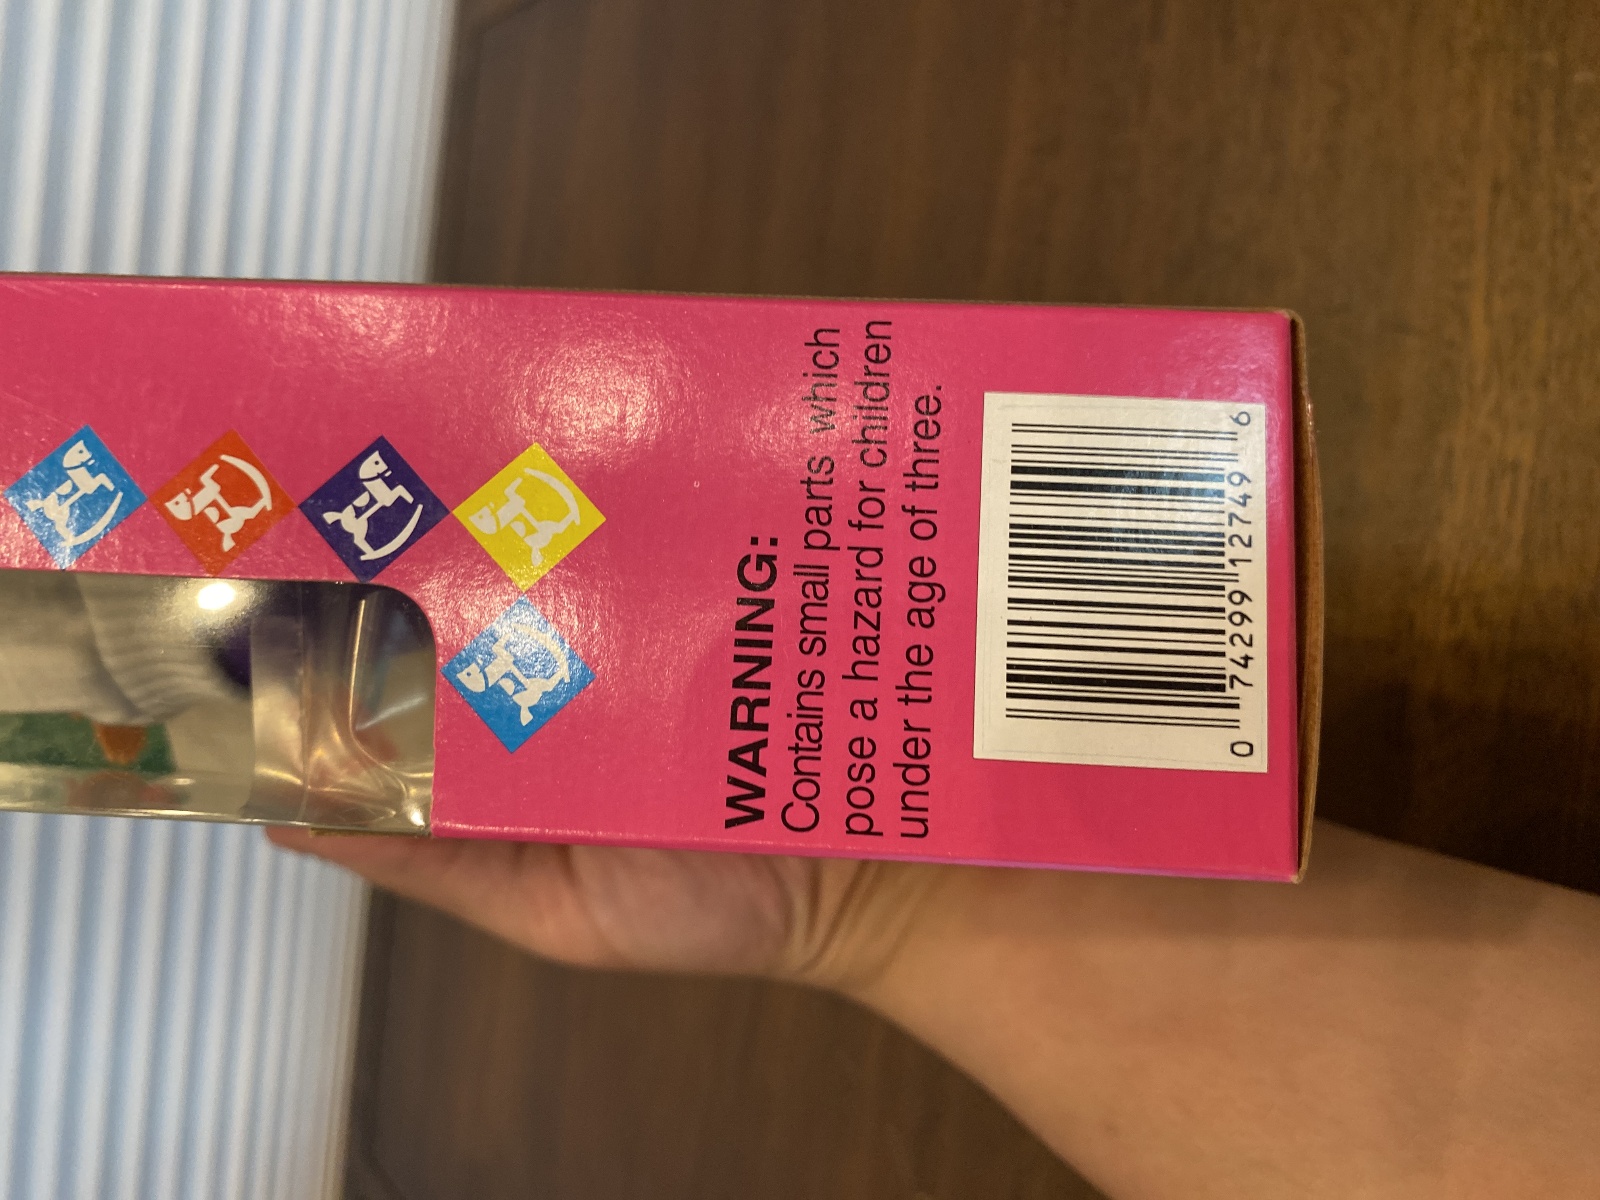 WARNING:
Contains small parts which
pose a hazard for children
under the age of three.
0 74299 12749 6